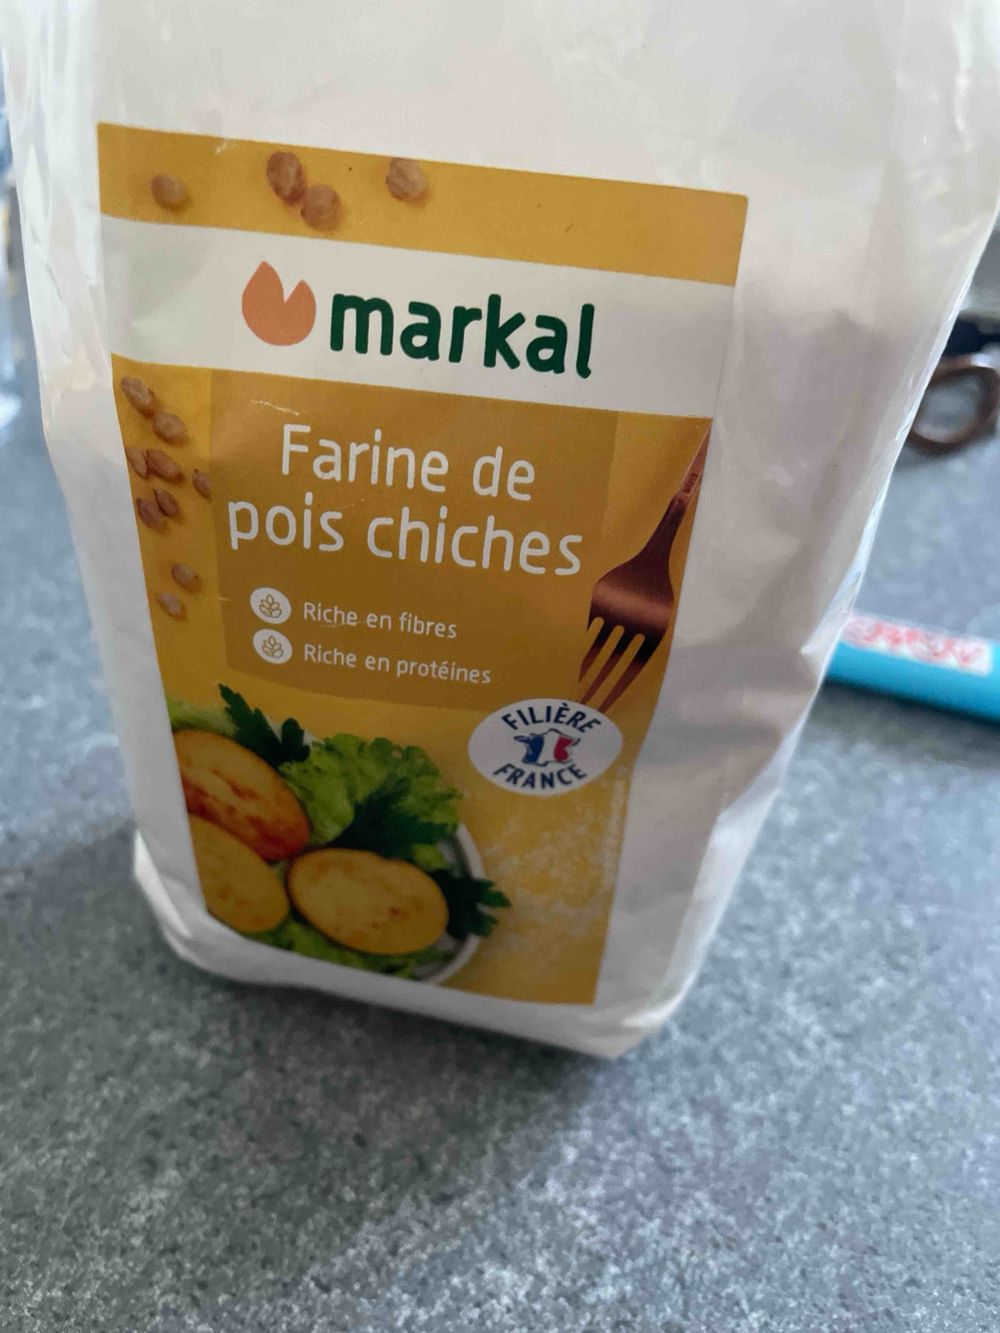 markal
Farine de
pois chiches
Riche en fibres
Riche en protéines
FILIÈRE
FRANCE